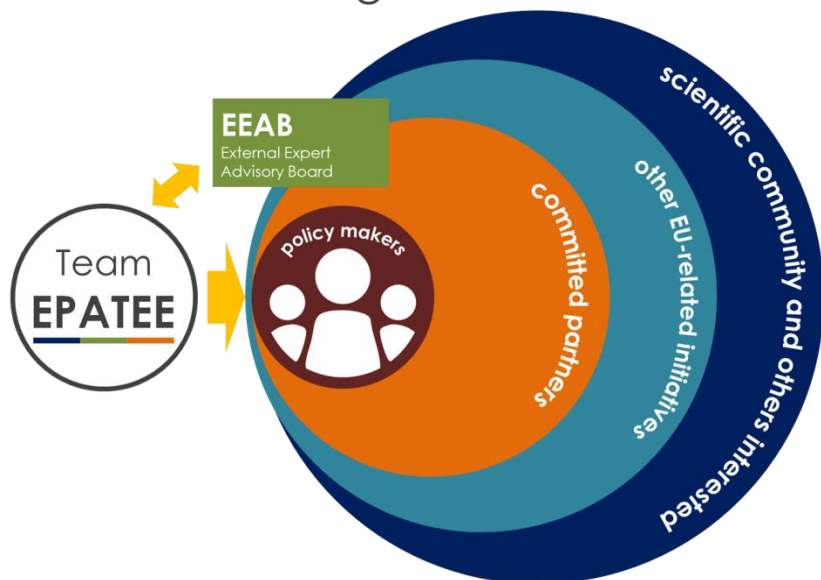 EEAB
External Expert
Advisory Board
Team
EPATEE
policy makers
committed partners
other EU-related initiatives
scientific community and others interested